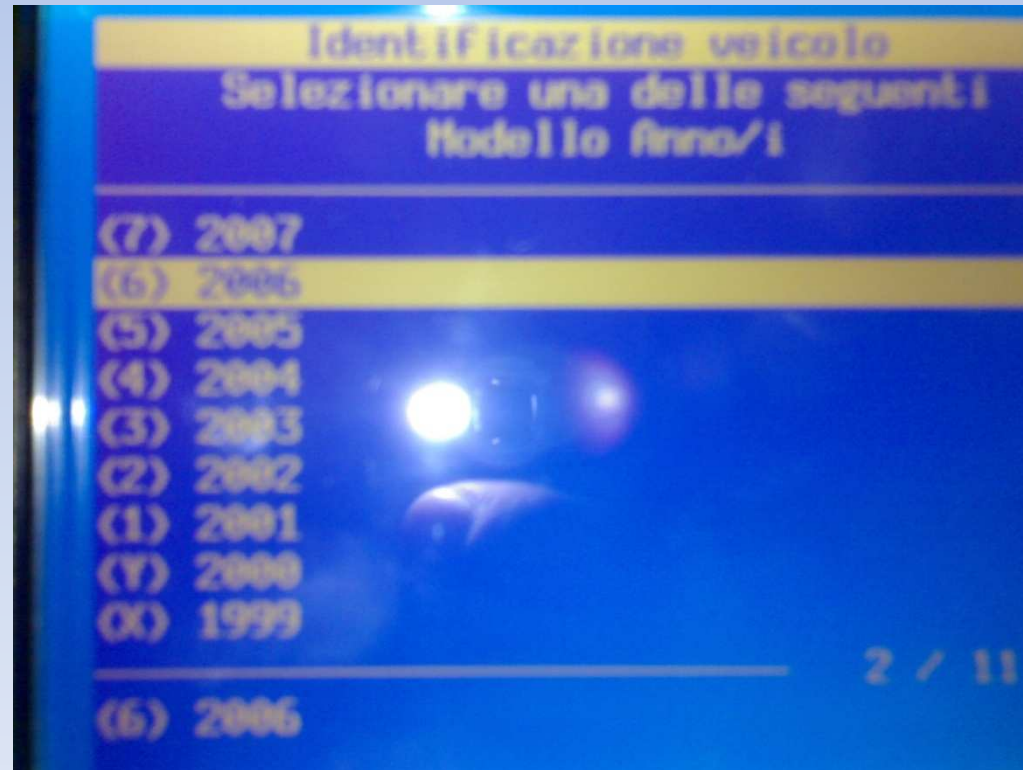 Identificazione veicolo
Selezionare una delle seguenti
Modello Anno/i
(7) 2007
(6) 2006
(5) 2005
(4) 2004
(3) 2003
(2) 2002
(1) 2001
(Y) 2000
(X) 1999
2 / 11
(6) 2006